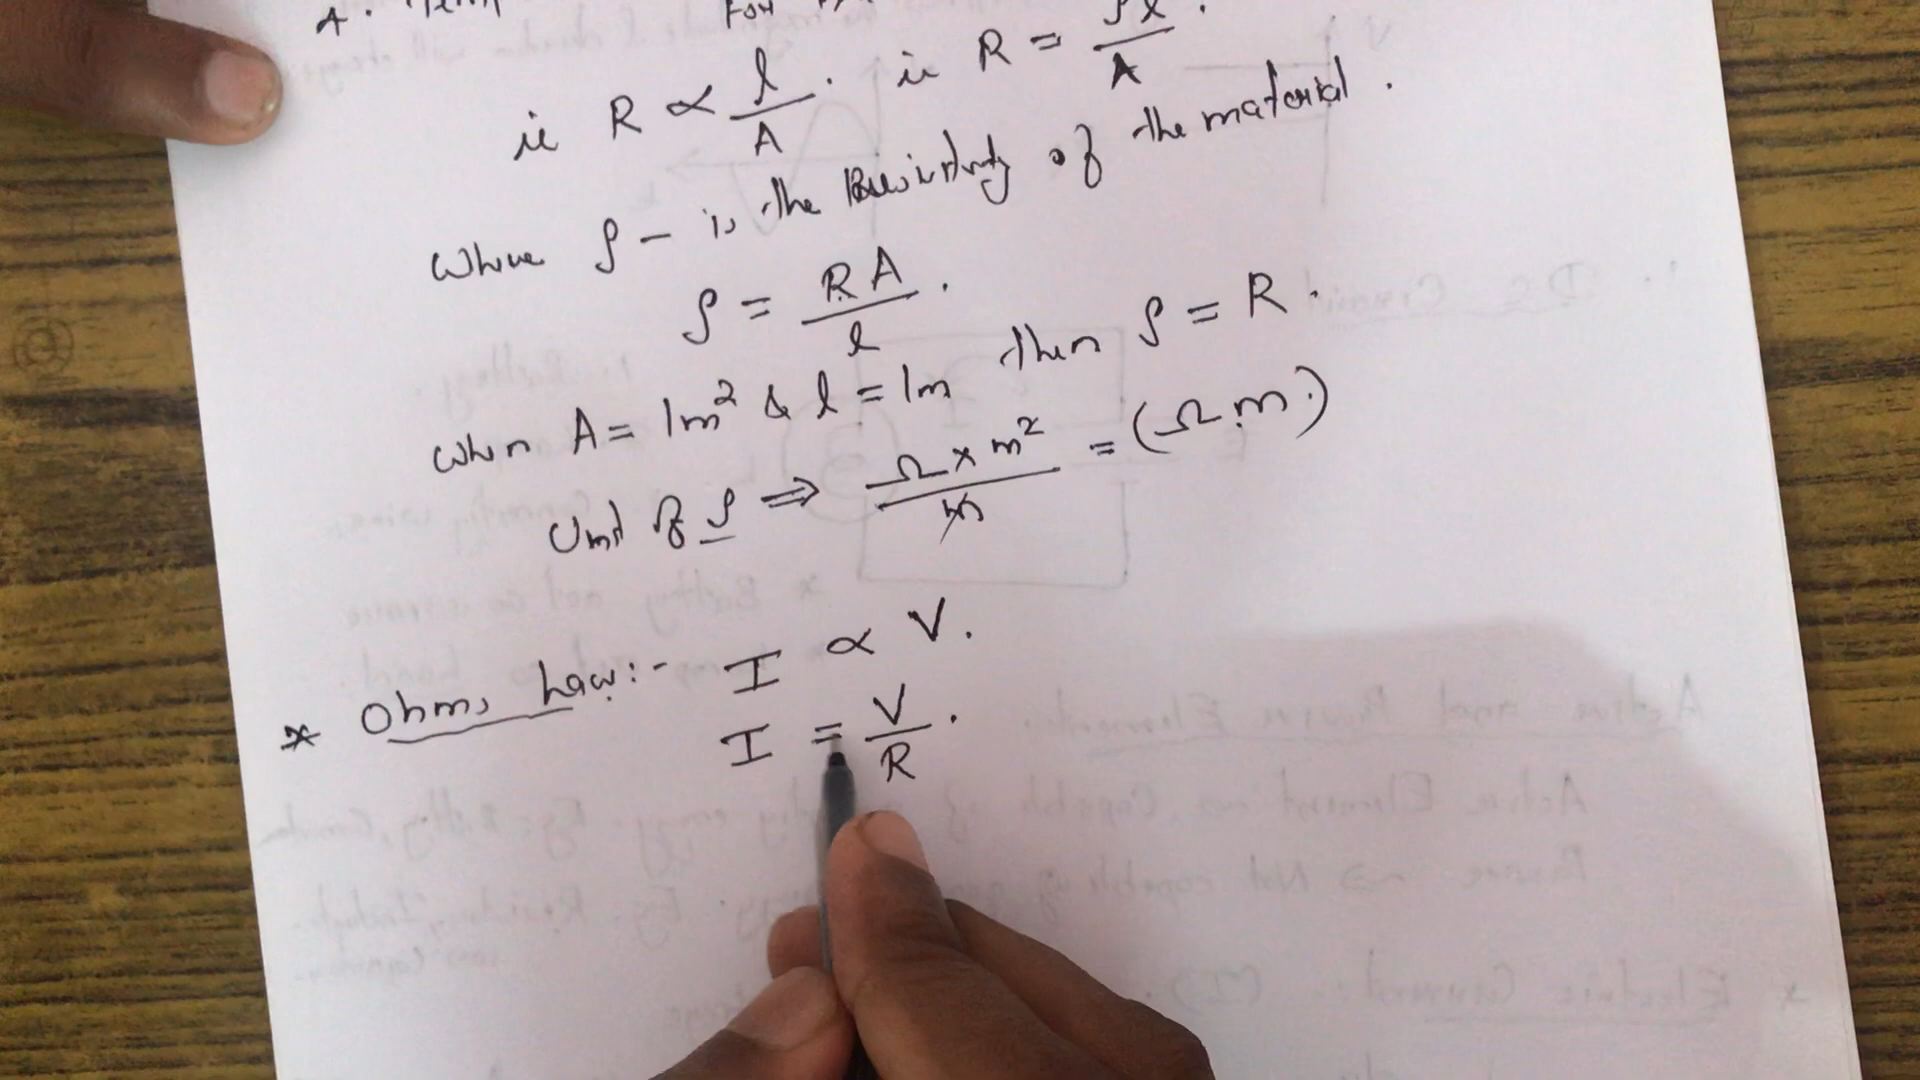 4.
ie R ∝ l/A . ie R = ρl/A .
Where ρ - is the Resistivity of the material .
ρ = RA/l .
When A = 1m² & l = 1m then ρ = R .
Unit of ρ ⇒ Ω x m²/m = (Ω m.)
* Ohms Law:- I ∝ V.
I = V/R .